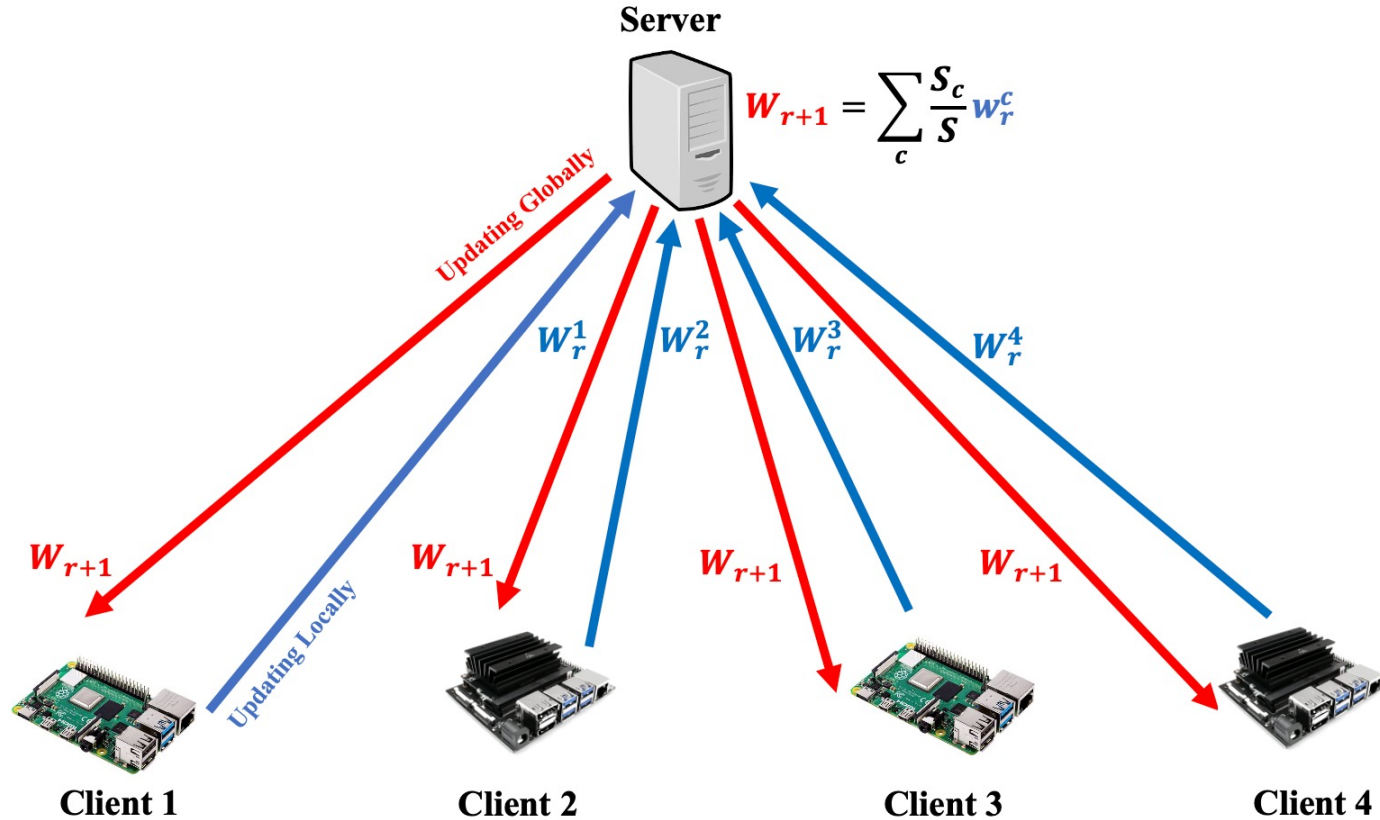 Server
W_{r+1} = \sum_c \frac{S_c}{S} w_r^c
Updating Globally
W_r^1
W_r^2
W_r^3
W_r^4
W_{r+1}
W_{r+1}
W_{r+1}
W_{r+1}
Updating Locally
Client 1
Client 2
Client 3
Client 4